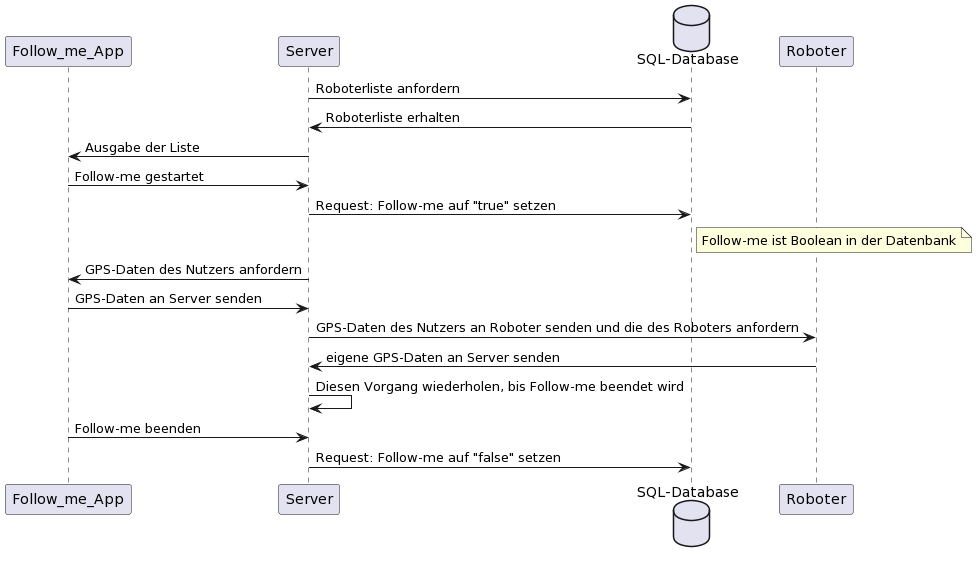 Follow_me_App
Server
SQL-Database
Roboter
Roboterliste anfordern
Roboterliste erhalten
Ausgabe der Liste
Follow-me gestartet
Request: Follow-me auf "true" setzen
Follow-me ist Boolean in der Datenbank
GPS-Daten des Nutzers anfordern
GPS-Daten an Server senden
GPS-Daten des Nutzers an Roboter senden und die des Roboters anfordern
eigene GPS-Daten an Server senden
Diesen Vorgang wiederholen, bis Follow-me beendet wird
Follow-me beenden
Request: Follow-me auf "false" setzen
Follow_me_App
Server
SQL-Database
Roboter